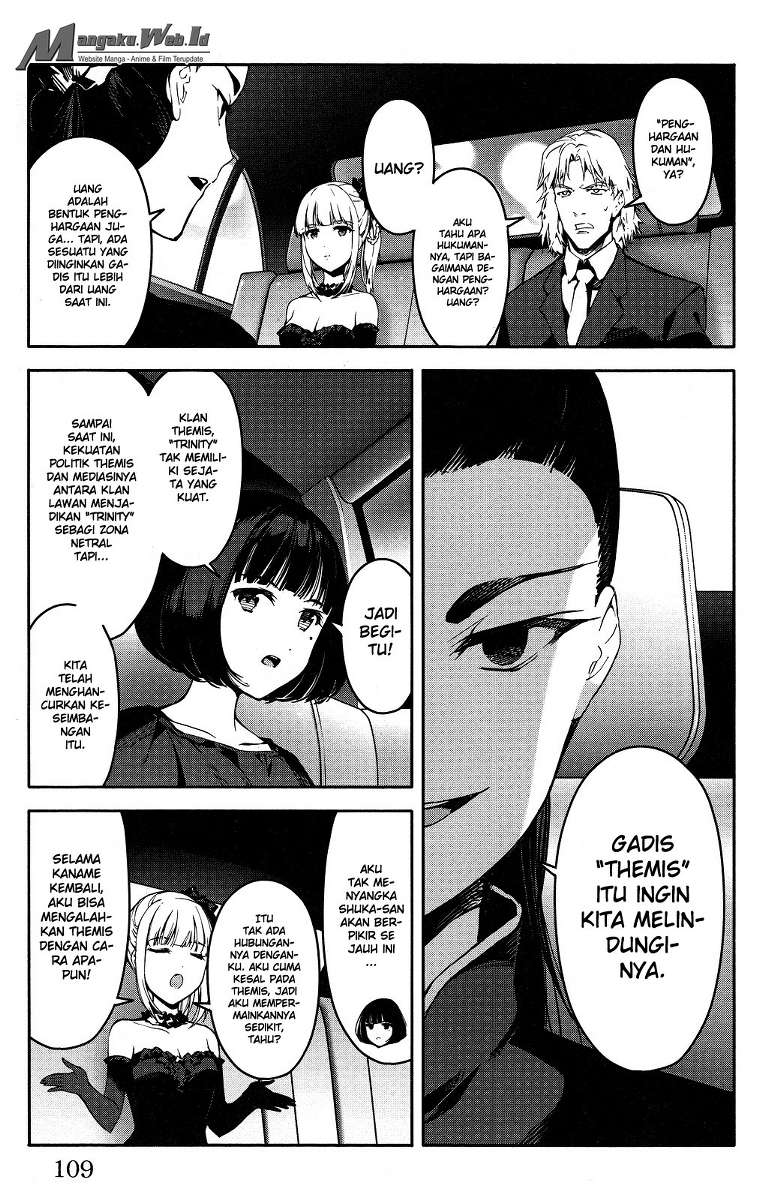 Mangaku.Web.Id
Website Manga - Anime & Film Terupdate
"PENG-
HARGAAN
DAN HU-
KUMAN",
YA?
AKU
TAHU APA
HUKUMAN-
NYA, TAPI BA-
GAIMANA DE-
NGAN PENG-
HARGAAN?
UANG?
UANG?
UANG
ADALAH
BENTUK PENG-
HARGAAN JU-
GA... TAPI, ADA
SESUATU YANG
DIINGINKAN GA-
DIS ITU LEBIH
DARI UANG
SAAT INI.
GADIS
"THEMIS"
ITU INGIN
KITA MELIN-
DUNGI-
NYA.
JADI
BEGI-
TU!
KLAN
THEMIS,
"TRINITY"
TAK MEMILI-
KI SEJA-
TA YANG
KUAT.
SAMPAI
SAAT INI,
KEKUATAN
POLITIK THEMIS
DAN MEDIASINYA
ANTARA KLAN
LAWAN MENJA-
DIKAN "TRINITY"
SEBAGI ZONA
NETRAL
TAPI...
KITA
TELAH
MENGHAN-
CURKAN KE-
SEIMBA-
NGAN
ITU.
AKU
TAK ME-
NYANGKA
SHUKA-SAN
AKAN BER-
PIKIR SE
JAUH INI
...
ITU
TAK ADA
HUBUNGAN-
NYA DENGAN-
KU. AKU CUMA
KESAL PADA
THEMIS, JADI
AKU MEMPER-
MAINKANNYA
SEDIKIT,
TAHU?
SELAMA
KANAME
KEMBALI,
AKU BISA
MENGALAH-
KAN THEMIS
DENGAN CA-
RA APA-
PUN!
109